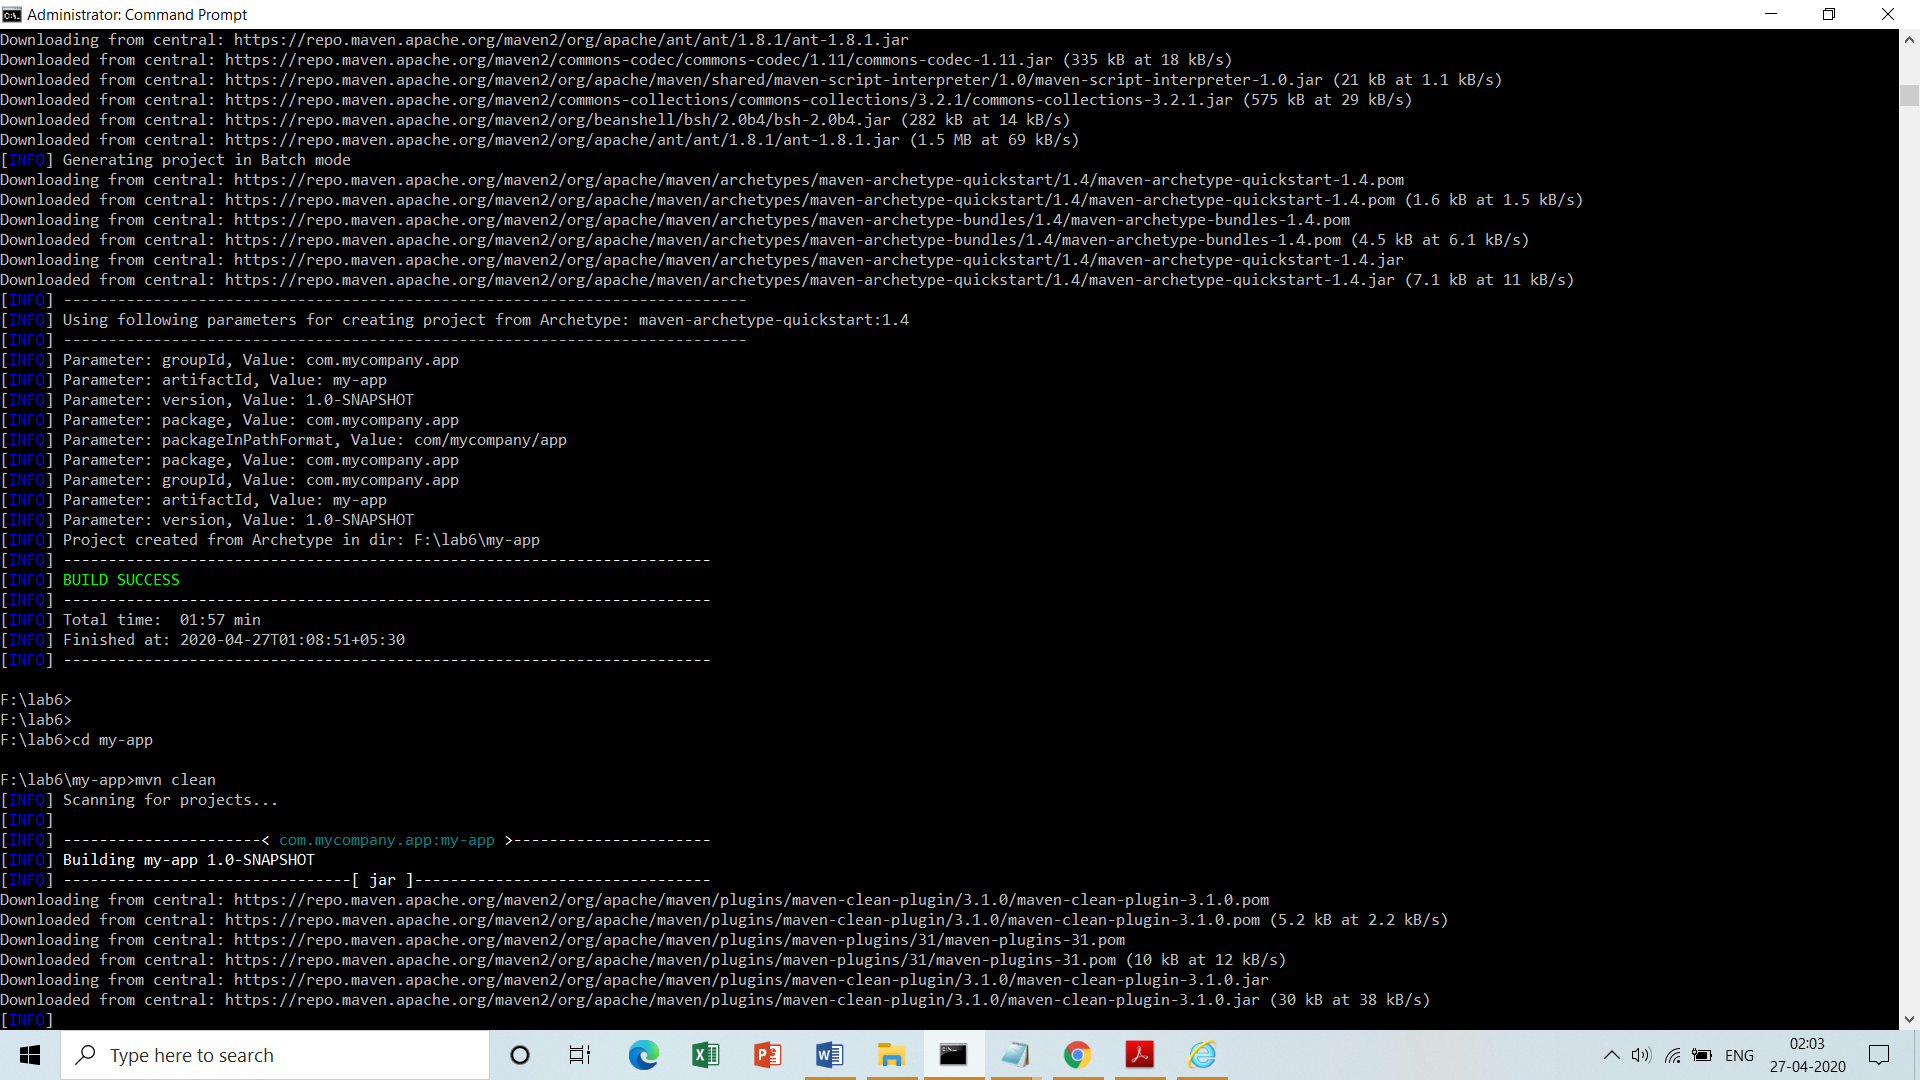 Administrator: Command Prompt
Downloading from central: https://repo.maven.apache.org/maven2/org/apache/ant/ant/1.8.1/ant-1.8.1.jar
Downloaded from central: https://repo.maven.apache.org/maven2/commons-codec/commons-codec/1.11/commons-codec-1.11.jar (335 kB at 18 kB/s)
Downloaded from central: https://repo.maven.apache.org/maven2/org/apache/maven/shared/maven-script-interpreter/1.0/maven-script-interpreter-1.0.jar (21 kB at 1.1 kB/s)
Downloaded from central: https://repo.maven.apache.org/maven2/commons-collections/commons-collections/3.2.1/commons-collections-3.2.1.jar (575 kB at 29 kB/s)
Downloaded from central: https://repo.maven.apache.org/maven2/org/beanshell/bsh/2.0b4/bsh-2.0b4.jar (282 kB at 14 kB/s)
Downloaded from central: https://repo.maven.apache.org/maven2/org/apache/ant/ant/1.8.1/ant-1.8.1.jar (1.5 MB at 69 kB/s)
[INFO] Generating project in Batch mode
Downloading from central: https://repo.maven.apache.org/maven2/org/apache/maven/archetypes/maven-archetype-quickstart/1.4/maven-archetype-quickstart-1.4.pom
Downloaded from central: https://repo.maven.apache.org/maven2/org/apache/maven/archetypes/maven-archetype-quickstart/1.4/maven-archetype-quickstart-1.4.pom (1.6 kB at 1.5 kB/s)
Downloading from central: https://repo.maven.apache.org/maven2/org/apache/maven/archetypes/maven-archetype-bundles/1.4/maven-archetype-bundles-1.4.pom
Downloaded from central: https://repo.maven.apache.org/maven2/org/apache/maven/archetypes/maven-archetype-bundles/1.4/maven-archetype-bundles-1.4.pom (4.5 kB at 6.1 kB/s)
Downloading from central: https://repo.maven.apache.org/maven2/org/apache/maven/archetypes/maven-archetype-quickstart/1.4/maven-archetype-quickstart-1.4.jar
Downloaded from central: https://repo.maven.apache.org/maven2/org/apache/maven/archetypes/maven-archetype-quickstart/1.4/maven-archetype-quickstart-1.4.jar (7.1 kB at 11 kB/s)
[INFO] ----------------------------------------------------------------------------
[INFO] Using following parameters for creating project from Archetype: maven-archetype-quickstart:1.4
[INFO] ----------------------------------------------------------------------------
[INFO] Parameter: groupId, Value: com.mycompany.app
[INFO] Parameter: artifactId, Value: my-app
[INFO] Parameter: version, Value: 1.0-SNAPSHOT
[INFO] Parameter: package, Value: com.mycompany.app
[INFO] Parameter: packageInPathFormat, Value: com/mycompany/app
[INFO] Parameter: package, Value: com.mycompany.app
[INFO] Parameter: groupId, Value: com.mycompany.app
[INFO] Parameter: artifactId, Value: my-app
[INFO] Parameter: version, Value: 1.0-SNAPSHOT
[INFO] Project created from Archetype in dir: F:\lab6\my-app
[INFO] ------------------------------------------------------------------------
[INFO] BUILD SUCCESS
[INFO] ------------------------------------------------------------------------
[INFO] Total time:  01:57 min
[INFO] Finished at: 2020-04-27T01:08:51+05:30
[INFO] ------------------------------------------------------------------------
F:\lab6>
F:\lab6>
F:\lab6>cd my-app
F:\lab6\my-app>mvn clean
[INFO] Scanning for projects...
[INFO]
[INFO] ----------------------< com.mycompany.app:my-app >----------------------
[INFO] Building my-app 1.0-SNAPSHOT
[INFO] --------------------------------[ jar ]---------------------------------
Downloading from central: https://repo.maven.apache.org/maven2/org/apache/maven/plugins/maven-clean-plugin/3.1.0/maven-clean-plugin-3.1.0.pom
Downloaded from central: https://repo.maven.apache.org/maven2/org/apache/maven/plugins/maven-clean-plugin/3.1.0/maven-clean-plugin-3.1.0.pom (5.2 kB at 2.2 kB/s)
Downloading from central: https://repo.maven.apache.org/maven2/org/apache/maven/plugins/maven-plugins/31/maven-plugins-31.pom
Downloaded from central: https://repo.maven.apache.org/maven2/org/apache/maven/plugins/maven-plugins/31/maven-plugins-31.pom (10 kB at 12 kB/s)
Downloading from central: https://repo.maven.apache.org/maven2/org/apache/maven/plugins/maven-clean-plugin/3.1.0/maven-clean-plugin-3.1.0.jar
Downloaded from central: https://repo.maven.apache.org/maven2/org/apache/maven/plugins/maven-clean-plugin/3.1.0/maven-clean-plugin-3.1.0.jar (30 kB at 38 kB/s)
[INFO]
Type here to search
ENG
02:03
27-04-2020